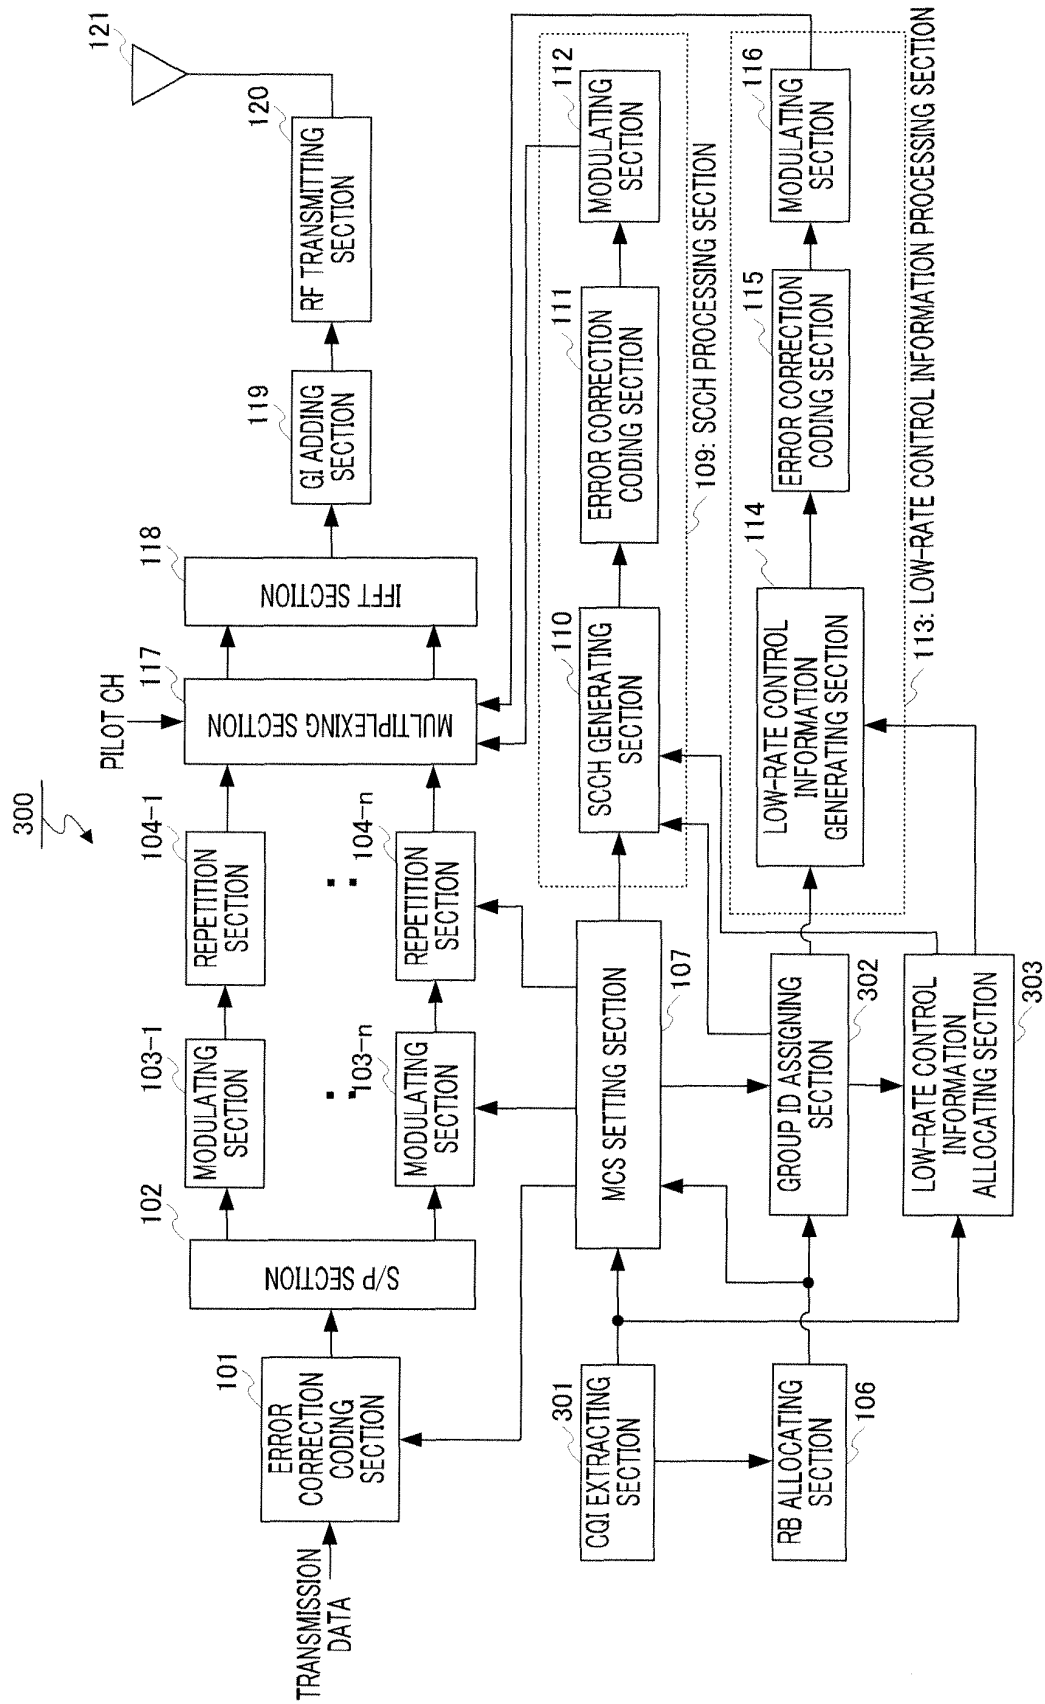 300
TRANSMISSION
DATA
101
ERROR
CORRECTION
CODING
SECTION
102
S/P SECTION
103-1
MODULATING
SECTION
103-n
MODULATING
SECTION
104-1
REPETITION
SECTION
104-n
REPETITION
SECTION
PILOT CH
117
MULTIPLEXING SECTION
118
IFFT SECTION
119
GI ADDING
SECTION
120
RF TRANSMITTING
SECTION
121
301
CQI EXTRACTING
SECTION
MCS SETTING SECTION
107
110
SCCH GENERATING
SECTION
111
ERROR CORRECTION
CODING SECTION
112
MODULATING
SECTION
109: SCCH PROCESSING SECTION
RB ALLOCATING
SECTION
106
GROUP ID ASSIGNING
SECTION
302
LOW-RATE CONTROL
INFORMATION
ALLOCATING SECTION
303
114
LOW-RATE CONTROL
INFORMATION
GENERATING SECTION
115
ERROR CORRECTION
CODING SECTION
116
MODULATING
SECTION
113: LOW-RATE CONTROL INFORMATION PROCESSING SECTION